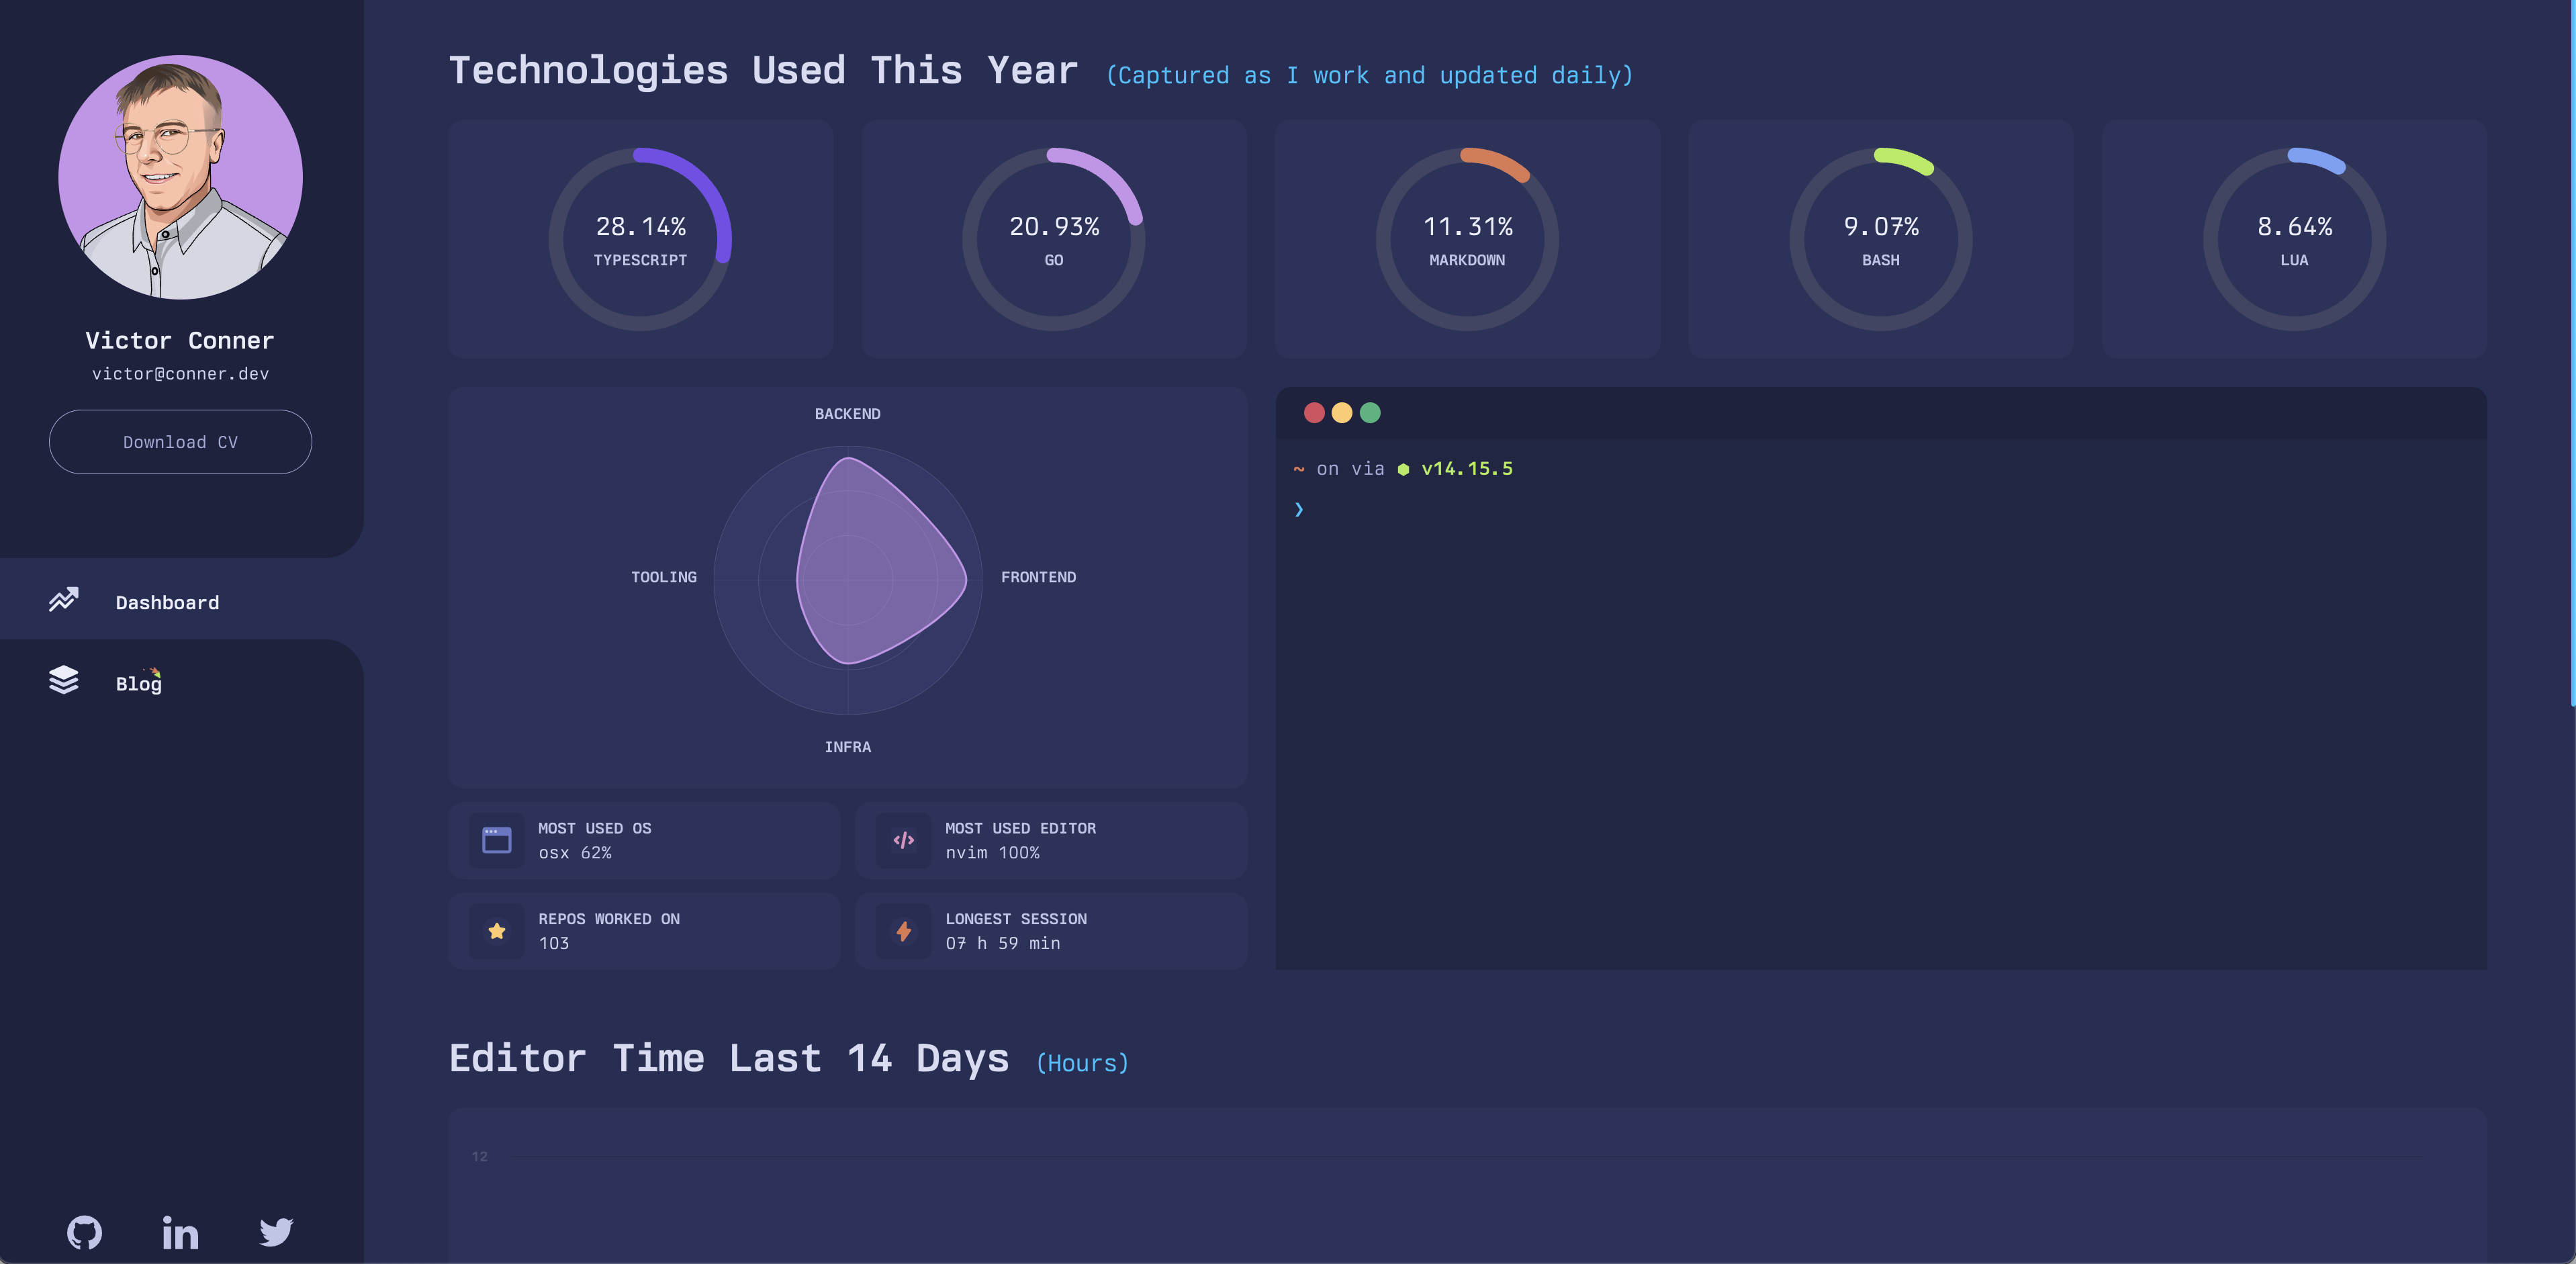 Victor Conner
victor@conner.dev
Download CV
Dashboard
Blog
Technologies Used This Year (Captured as I work and updated daily)
28.14%
TYPESCRIPT
20.93%
GO
11.31%
MARKDOWN
9.07%
BASH
8.64%
LUA
BACKEND
TOOLING
FRONTEND
INFRA
~ on via ⬢ v14.15.5
❯
MOST USED OS
osx 62%
MOST USED EDITOR
nvim 100%
REPOS WORKED ON
103
LONGEST SESSION
07 h 59 min
Editor Time Last 14 Days (Hours)
12
in